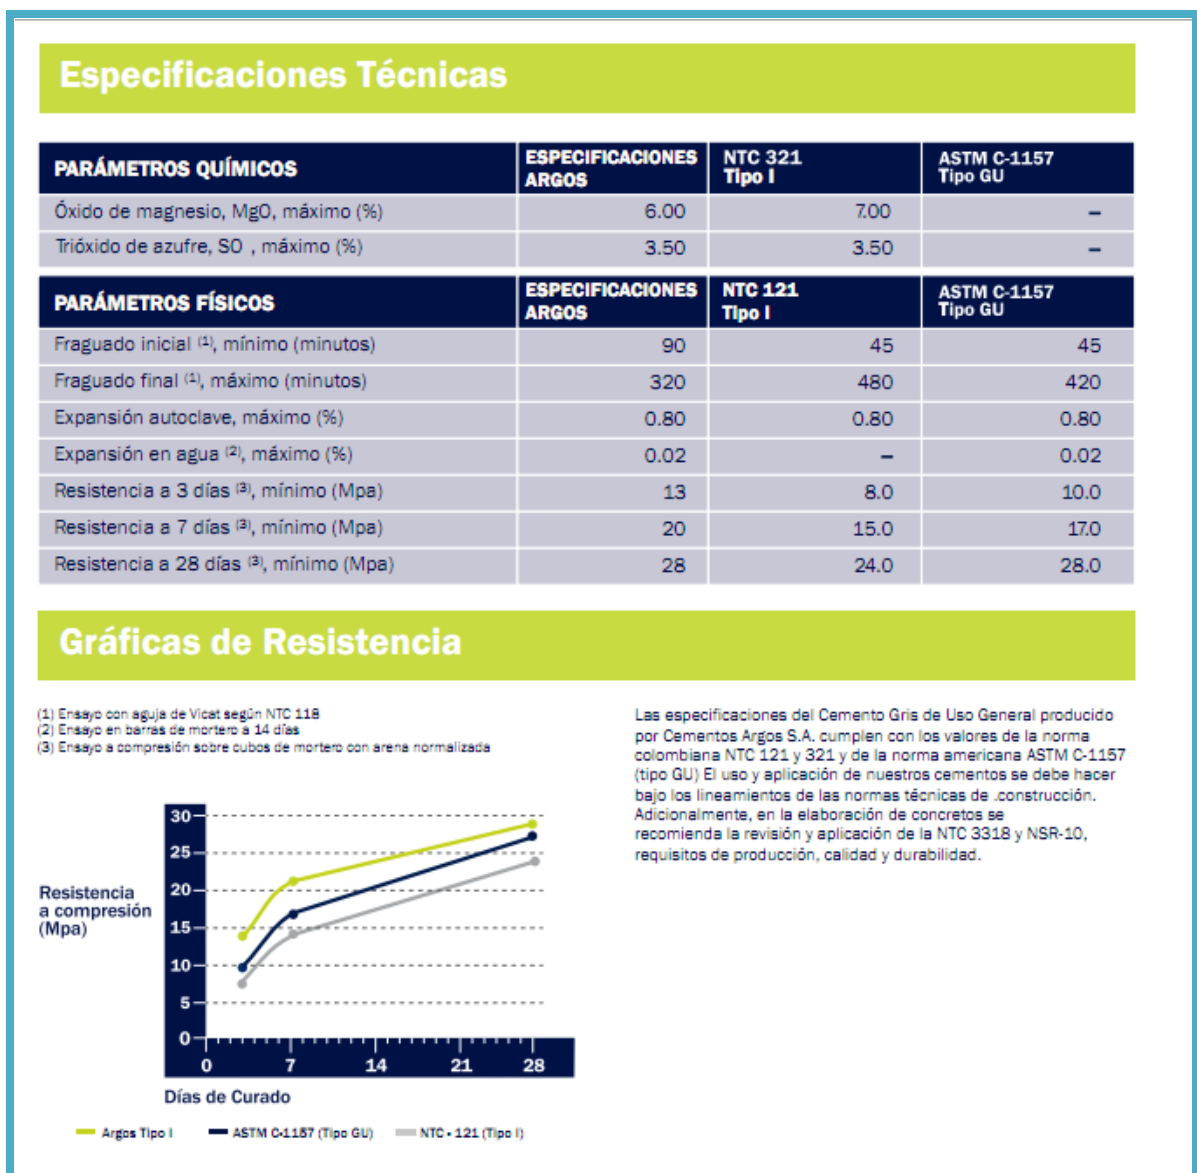 Especificaciones Técnicas
PARÁMETROS QUÍMICOS ESPECIFICACIONES ARGOS NTC 321 Tipo I ASTM C-1157 Tipo GU
Óxido de magnesio, MgO, máximo (%) 6.00 7.00 –
Trióxido de azufre, SO , máximo (%) 3.50 3.50 –
PARÁMETROS FÍSICOS ESPECIFICACIONES ARGOS NTC 121 Tipo I ASTM C-1157 Tipo GU
Fraguado inicial (1), mínimo (minutos) 90 45 45
Fraguado final (1), máximo (minutos) 320 480 420
Expansión autoclave, máximo (%) 0.80 0.80 0.80
Expansión en agua (2), máximo (%) 0.02 – 0.02
Resistencia a 3 días (3), mínimo (Mpa) 13 8.0 10.0
Resistencia a 7 días (3), mínimo (Mpa) 20 15.0 17.0
Resistencia a 28 días (3), mínimo (Mpa) 28 24.0 28.0
Gráficas de Resistencia
(1) Ensayo con aguja de Vicat según NTC 118
(2) Ensayo en barras de mortero a 14 días
(3) Ensayo a compresión sobre cubos de mortero con arena normalizada
Las especificaciones del Cemento Gris de Uso General producido
por Cementos Argos S.A. cumplen con los valores de la norma
colombiana NTC 121 y 321 y de la norma americana ASTM C-1157
(tipo GU) El uso y aplicación de nuestros cementos se debe hacer
bajo los lineamientos de las normas técnicas de .construcción.
Adicionalmente, en la elaboración de concretos se
recomienda la revisión y aplicación de la NTC 3318 y NSR-10,
requisitos de producción, calidad y durabilidad.
Resistencia
a compresión
(Mpa)
30
25
20
15
10
5
0
0 7 14 21 28
Días de Curado
Argos Tipo I ASTM C-1157 (Tipo GU) NTC - 121 (Tipo I)